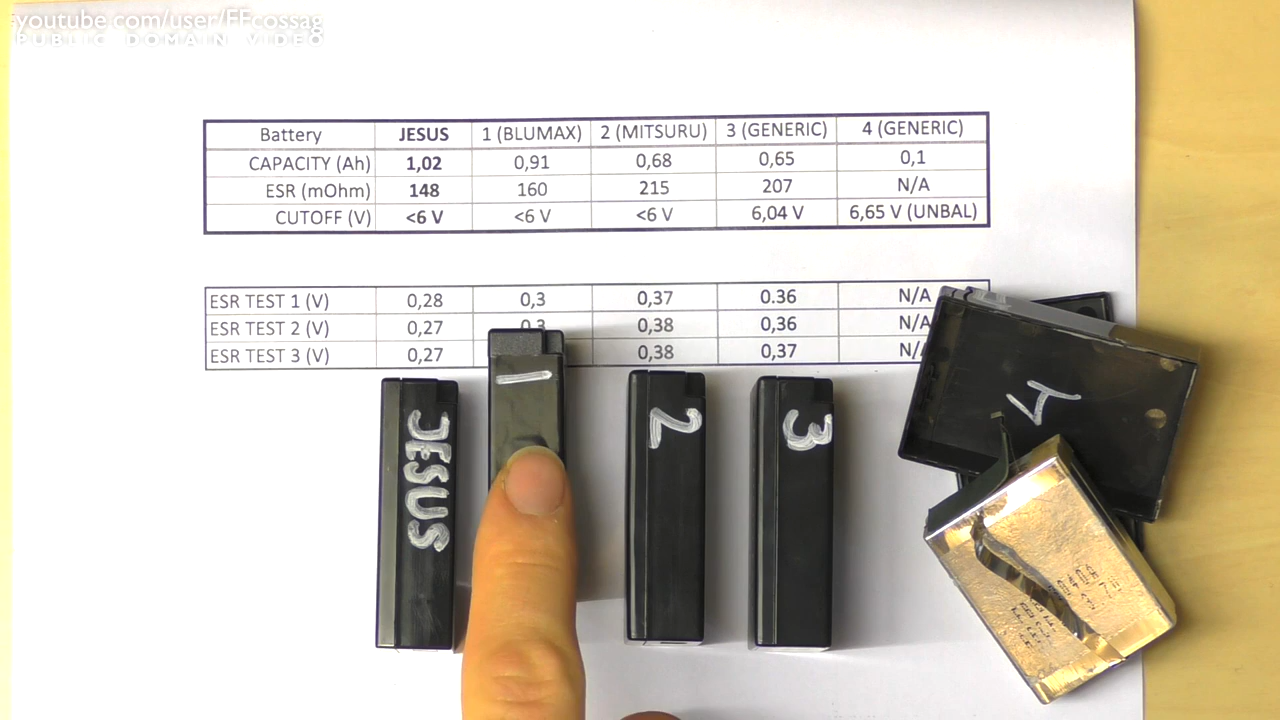 youtube.com/user/FFcossag
PUBLIC DOMAIN VIDEO
Battery JESUS 1 (BLUMAX) 2 (MITSURU) 3 (GENERIC) 4 (GENERIC)
CAPACITY (Ah) 1,02 0,91 0,68 0,65 0,1
ESR (mOhm) 148 160 215 207 N/A
CUTOFF (V) <6 V <6 V <6 V 6,04 V 6,65 V (UNBAL)
ESR TEST 1 (V) 0,28 0,3 0,37 0.36 N/A
ESR TEST 2 (V) 0,27 0,3 0,38 0,36 N/A
ESR TEST 3 (V) 0,27 0,38 0,37 N/
JESUS
1
2
3
4